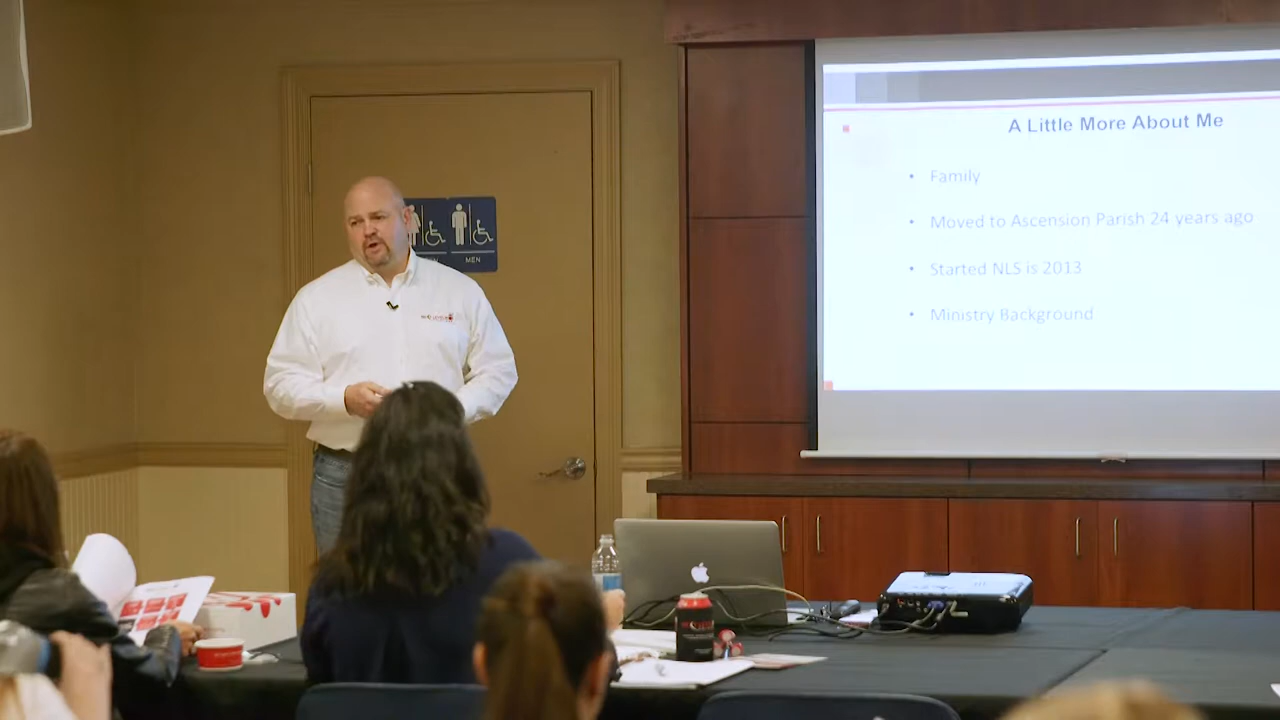 A Little More About Me
• Family
• Moved to Ascension Parish 24 years ago
• Started NLS is 2013
• Ministry Background
MEN